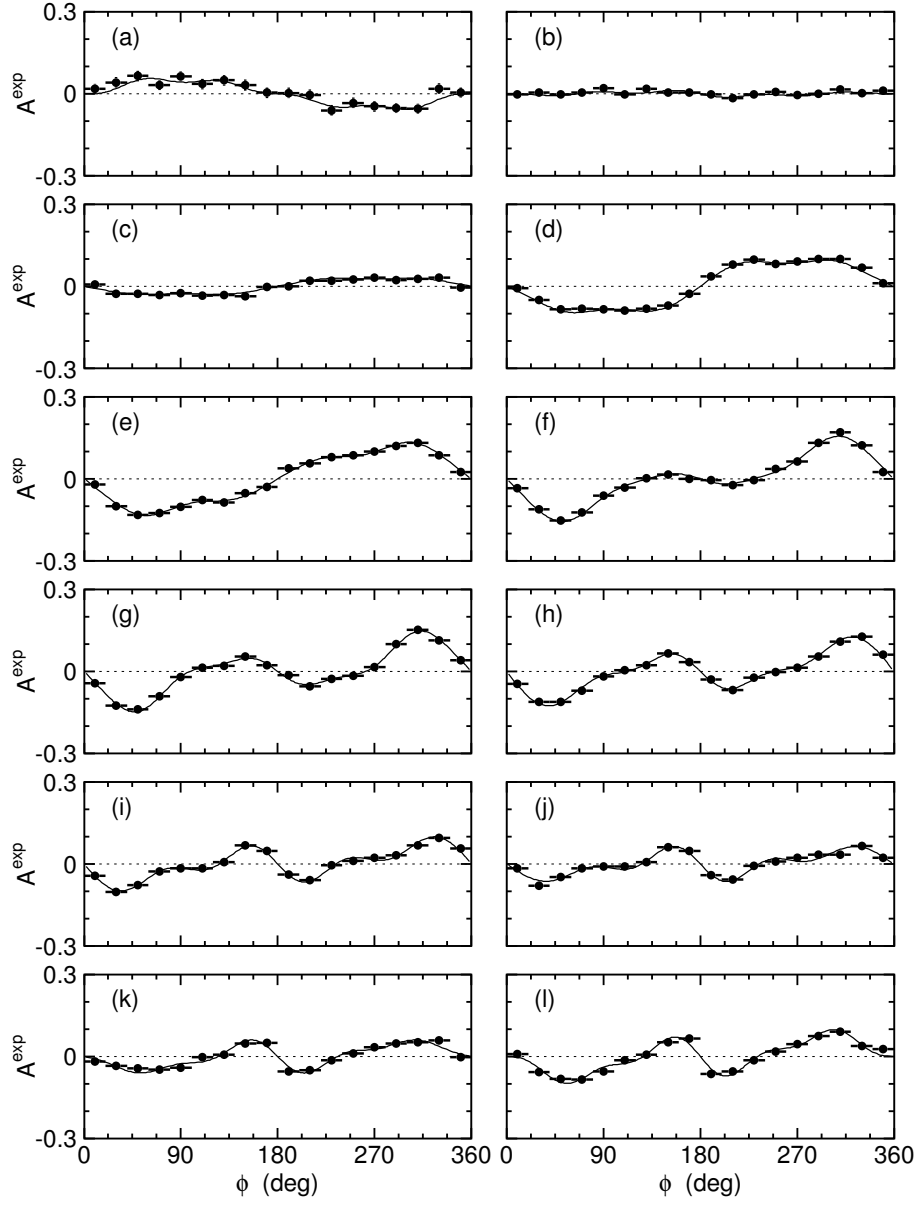 0.3
0
-0.3
A^exp
(a)
(b)
0.3
0
-0.3
A^exp
(c)
(d)
0.3
0
-0.3
A^exp
(e)
(f)
0.3
0
-0.3
A^exp
(g)
(h)
0.3
0
-0.3
A^exp
(i)
(j)
0.3
0
-0.3
A^exp
(k)
(l)
0 90 180 270 360 0 90 180 270 360
ϕ (deg) ϕ (deg)